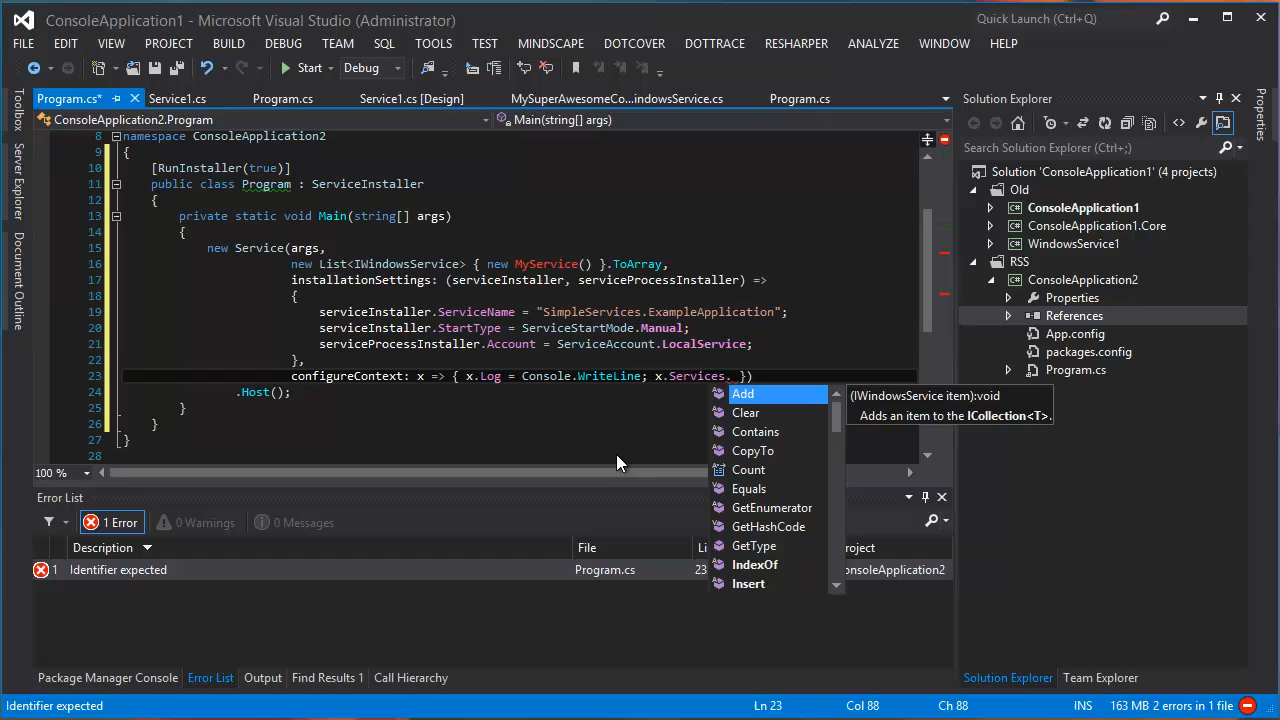 ConsoleApplication1 - Microsoft Visual Studio (Administrator)
Quick Launch (Ctrl+Q)
FILE EDIT VIEW PROJECT BUILD DEBUG TEAM SQL TOOLS TEST MINDSCAPE DOTCOVER DOTTRACE RESHARPER ANALYZE WINDOW HELP
Start Debug
Program.cs* Service1.cs Program.cs Service1.cs [Design] MySuperAwesomeCo...indowsService.cs Program.cs
ConsoleApplication2.Program Main(string[] args)
8 namespace ConsoleApplication2
9 {
10 [RunInstaller(true)]
11 public class Program : ServiceInstaller
12 {
13 private static void Main(string[] args)
14 {
15 new Service(args,
16 new List<IWindowsService> { new MyService() }.ToArray,
17 installationSettings: (serviceInstaller, serviceProcessInstaller) =>
18 {
19 serviceInstaller.ServiceName = "SimpleServices.ExampleApplication";
20 serviceInstaller.StartType = ServiceStartMode.Manual;
21 serviceProcessInstaller.Account = ServiceAccount.LocalService;
22 },
23 configureContext: x => { x.Log = Console.WriteLine; x.Services. })
24 .Host();
25 }
26 }
27 }
28
100 %
Add
Clear
Contains
CopyTo
Count
Equals
GetEnumerator
GetHashCode
GetType
IndexOf
Insert
(IWindowsService item):void
Adds an item to the ICollection<T>.
Error List
1 Error 0 Warnings 0 Messages
Description File Li roject
1 Identifier expected Program.cs 23 onsoleApplication2
Package Manager Console Error List Output Find Results 1 Call Hierarchy
Toolbox
Server Explorer
Document Outline
Solution Explorer
Search Solution Explorer (Ctrl+;)
Solution 'ConsoleApplication1' (4 projects)
Old
ConsoleApplication1
ConsoleApplication1.Core
WindowsService1
RSS
ConsoleApplication2
Properties
References
App.config
packages.config
Program.cs
Solution Explorer Team Explorer
Properties
Identifier expected Ln 23 Col 88 Ch 88 INS 163 MB 2 errors in 1 file